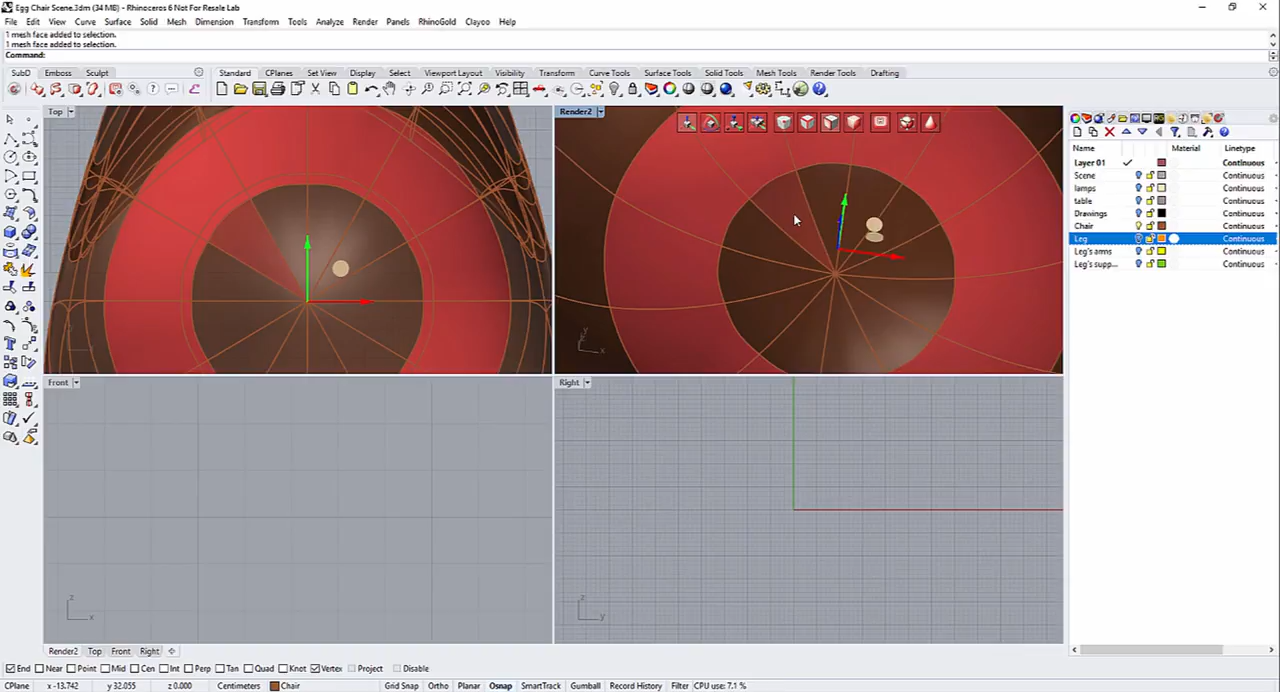 Egg Chair Scene.3dm (34 MB) - Rhinoceros 6 Not For Resale Lab
File Edit View Curve Surface Solid Mesh Dimension Transform Tools Analyze Render Panels RhinoGold Clayoo Help
1 mesh face added to selection.
1 mesh face added to selection.
Command:
SubD Emboss Sculpt Standard CPlanes Set View Display Select Viewport Layout Visibility Transform Curve Tools Surface Tools Solid Tools Mesh Tools Render Tools Drafting
Top
Render2
Name Material Linetype
Layer 01 Continuous
Scene Continuous
lamps Continuous
table Continuous
Drawings Continuous
Chair Continuous
Leg Continuous
Leg's arms Continuous
Leg's supp... Continuous
x
Front
Right
z
x
z
y
Render2 Top Front Right
End Near Point Mid Cen Int Perp Tan Quad Knot Vertex Project Disable
CPlane x -13.742 y 32.055 z 0.000 Centimeters Chair Grid Snap Ortho Planar Osnap SmartTrack Gumball Record History Filter CPU use: 7.1 %